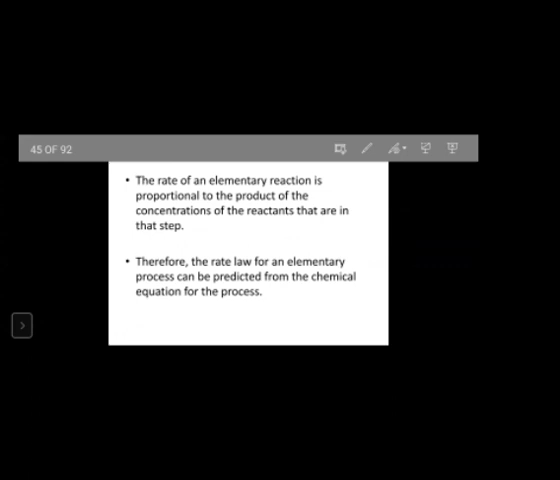 45 OF 92
• The rate of an elementary reaction is
proportional to the product of the
concentrations of the reactants that are in
that step.
• Therefore, the rate law for an elementary
process can be predicted from the chemical
equation for the process.